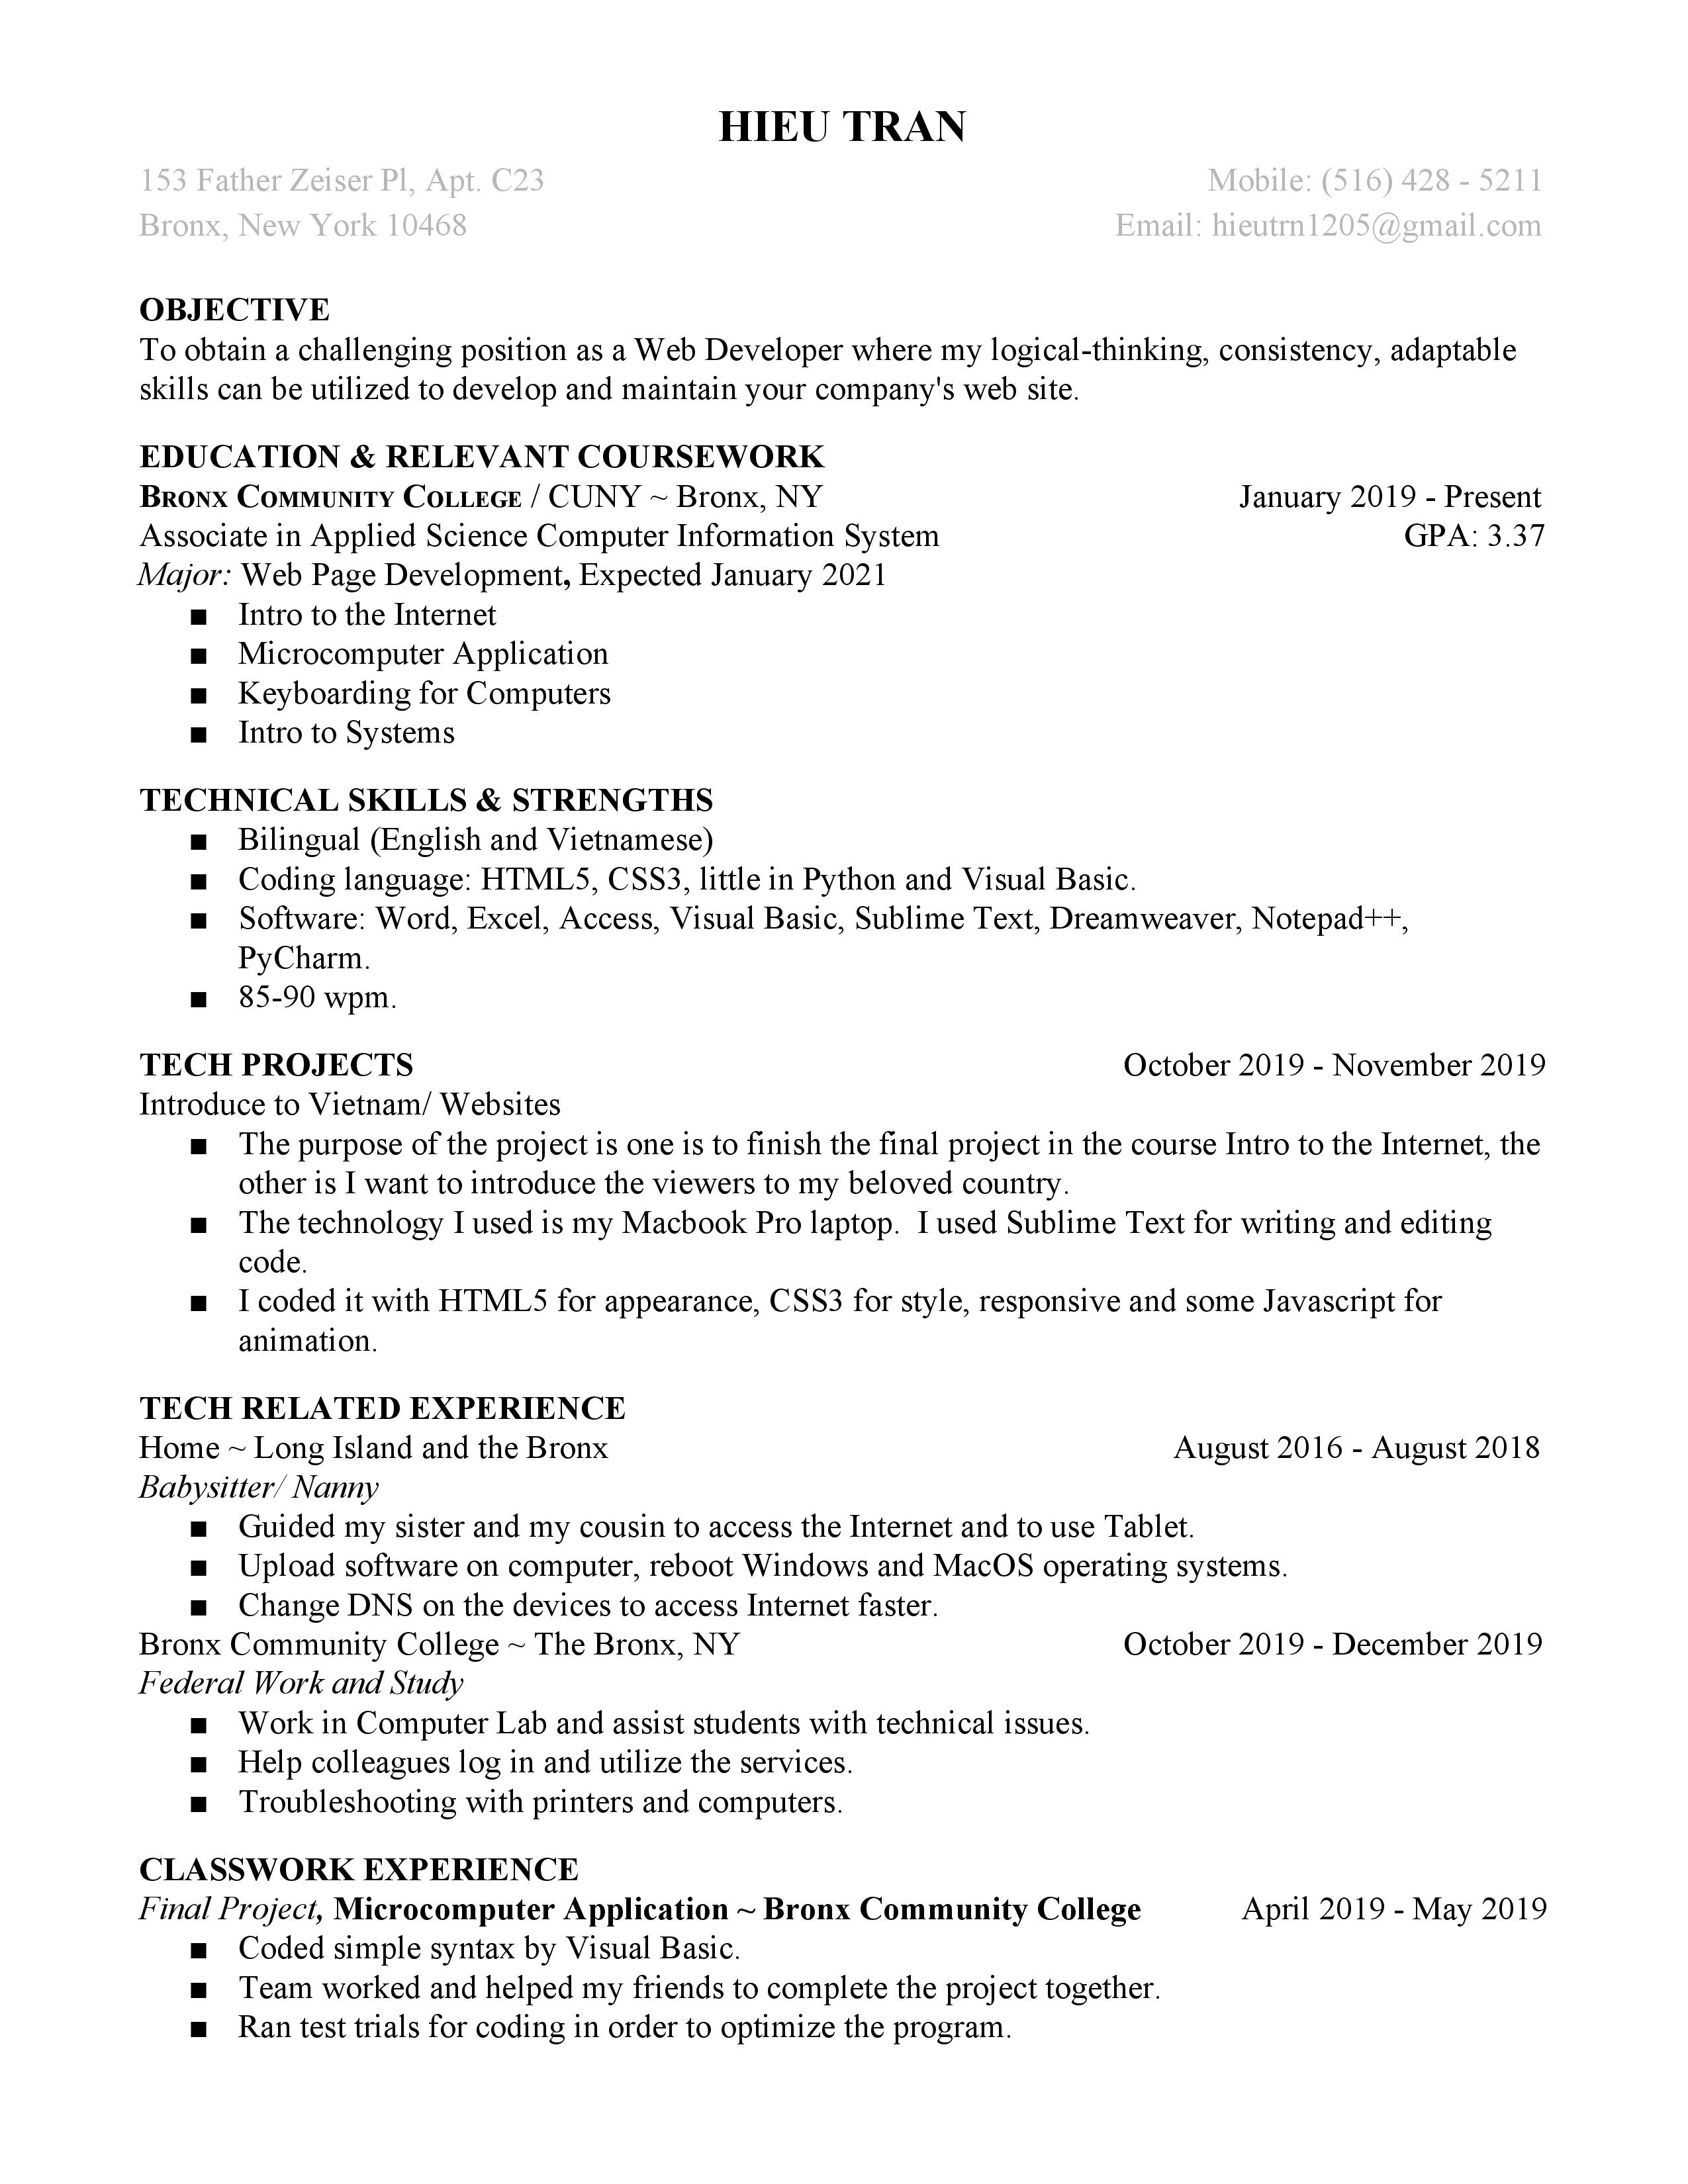 HIEU TRAN
153 Father Zeiser Pl, Apt. C23 Mobile: (516) 428 - 5211
Bronx, New York 10468 Email: hieutrn1205@gmail.com
OBJECTIVE
To obtain a challenging position as a Web Developer where my logical-thinking, consistency, adaptable
skills can be utilized to develop and maintain your company's web site.
EDUCATION & RELEVANT COURSEWORK
BRONX COMMUNITY COLLEGE / CUNY ~ Bronx, NY January 2019 - Present
Associate in Applied Science Computer Information System GPA: 3.37
Major: Web Page Development, Expected January 2021
■ Intro to the Internet
■ Microcomputer Application
■ Keyboarding for Computers
■ Intro to Systems
TECHNICAL SKILLS & STRENGTHS
■ Bilingual (English and Vietnamese)
■ Coding language: HTML5, CSS3, little in Python and Visual Basic.
■ Software: Word, Excel, Access, Visual Basic, Sublime Text, Dreamweaver, Notepad++,
PyCharm.
■ 85-90 wpm.
TECH PROJECTS October 2019 - November 2019
Introduce to Vietnam/ Websites
■ The purpose of the project is one is to finish the final project in the course Intro to the Internet, the
other is I want to introduce the viewers to my beloved country.
■ The technology I used is my Macbook Pro laptop.  I used Sublime Text for writing and editing
code.
■ I coded it with HTML5 for appearance, CSS3 for style, responsive and some Javascript for
animation.
TECH RELATED EXPERIENCE
Home ~ Long Island and the Bronx August 2016 - August 2018
Babysitter/ Nanny
■ Guided my sister and my cousin to access the Internet and to use Tablet.
■ Upload software on computer, reboot Windows and MacOS operating systems.
■ Change DNS on the devices to access Internet faster.
Bronx Community College ~ The Bronx, NY October 2019 - December 2019
Federal Work and Study
■ Work in Computer Lab and assist students with technical issues.
■ Help colleagues log in and utilize the services.
■ Troubleshooting with printers and computers.
CLASSWORK EXPERIENCE
Final Project, Microcomputer Application ~ Bronx Community College April 2019 - May 2019
■ Coded simple syntax by Visual Basic.
■ Team worked and helped my friends to complete the project together.
■ Ran test trials for coding in order to optimize the program.